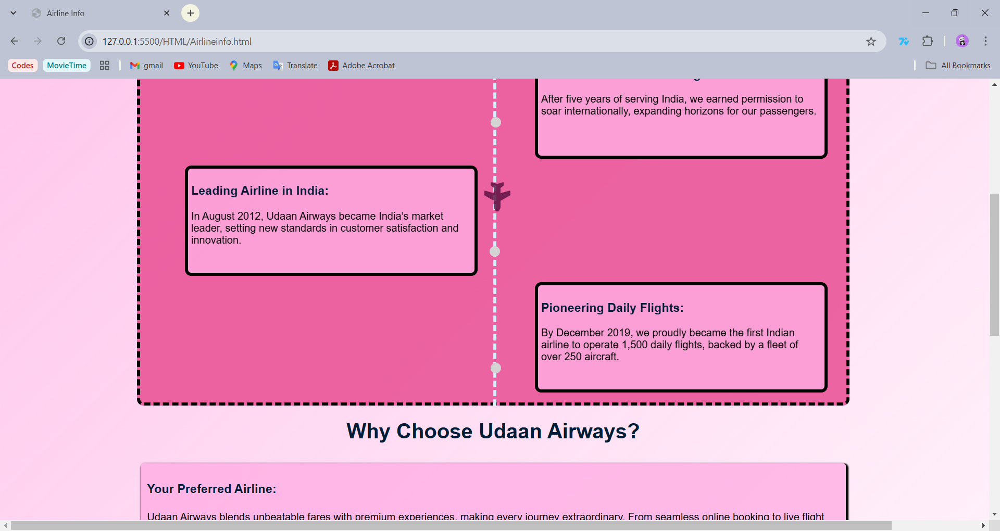 Airline Info
127.0.0.1:5500/HTML/Airlineinfo.html
Codes
MovieTime
gmail
YouTube
Maps
Translate
Adobe Acrobat
All Bookmarks
After five years of serving India, we earned permission to
soar internationally, expanding horizons for our passengers.
Leading Airline in India:
In August 2012, Udaan Airways became India’s market
leader, setting new standards in customer satisfaction and
innovation.
Pioneering Daily Flights:
By December 2019, we proudly became the first Indian
airline to operate 1,500 daily flights, backed by a fleet of
over 250 aircraft.
Why Choose Udaan Airways?
Your Preferred Airline:
Udaan Airways blends unbeatable fares with premium experiences, making every journey extraordinary. From seamless online booking to live flight